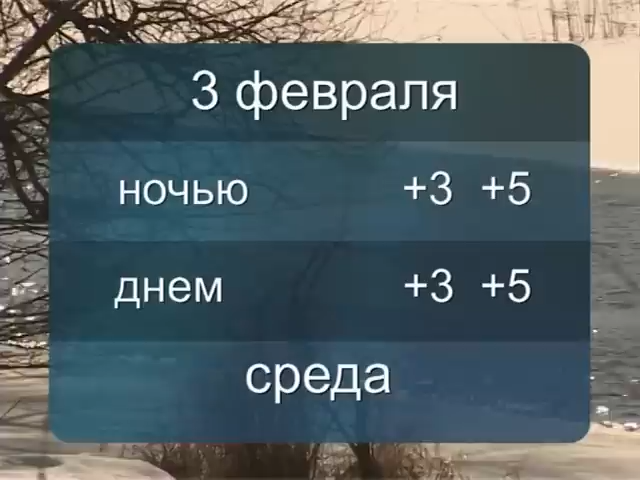 3 февраля
ночью +3 +5
днем +3 +5
среда